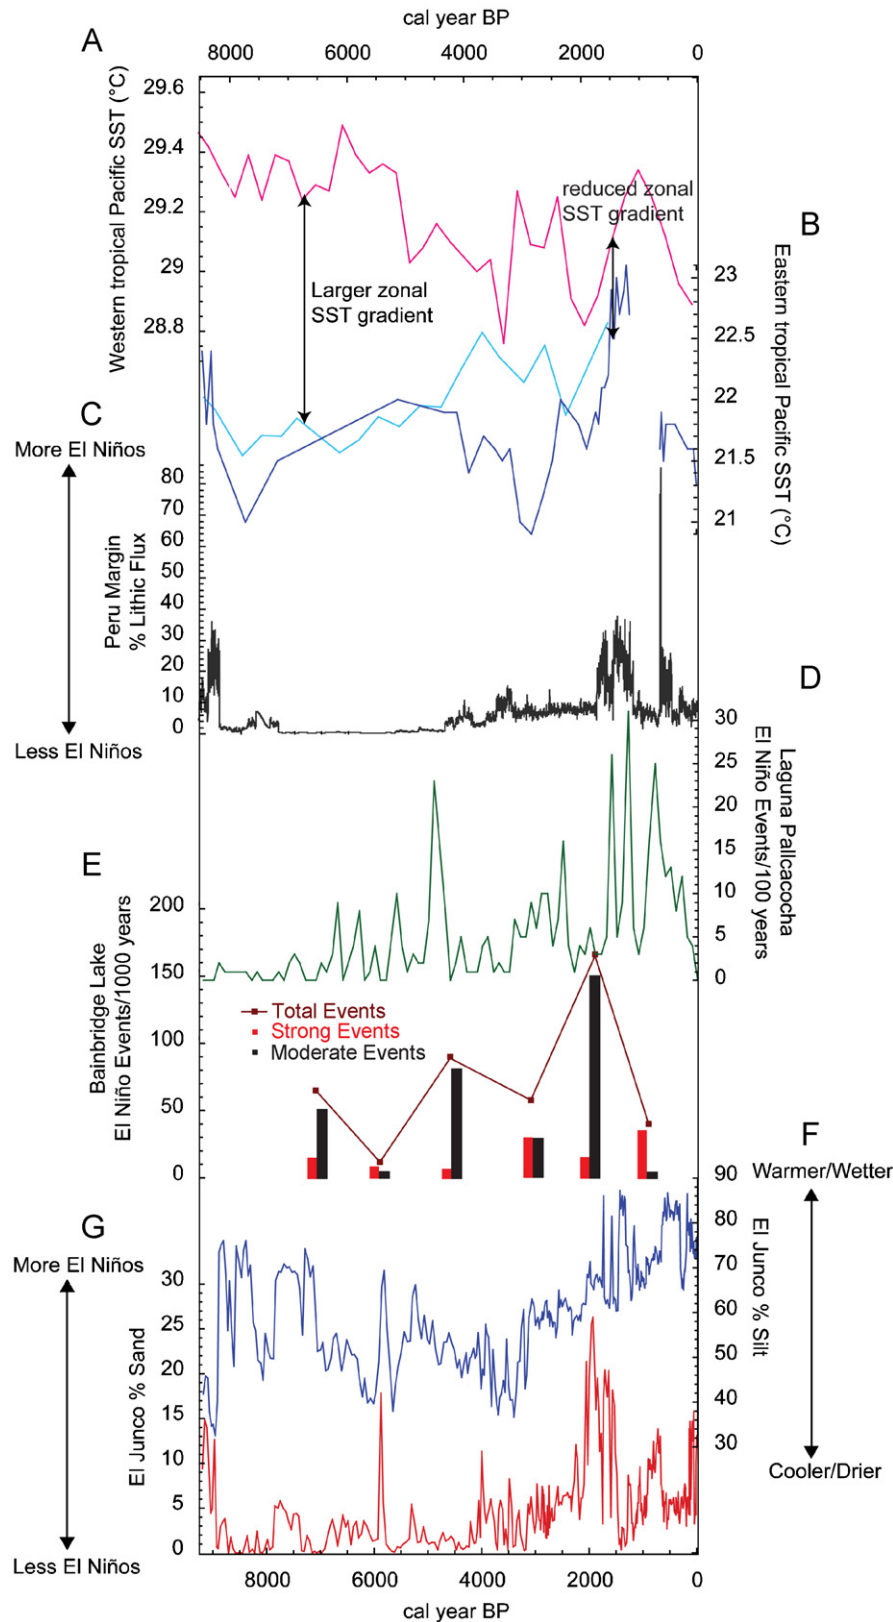 cal year BP
A
8000 6000 4000 2000 0
Western tropical Pacific SST (°C)
29.6
29.4
29.2
29
28.8
reduced zonal
SST gradient
Larger zonal
SST gradient
B
Eastern tropical Pacific SST (°C)
23
22.5
22
21.5
21
C
More El Niños
Less El Niños
Peru Margin
% Lithic Flux
80
70
60
50
40
30
20
10
0
D
Laguna Pallcacocha
El Niño Events/100 years
30
25
20
15
10
5
0
E
Bainbridge Lake
El Niño Events/1000 years
200
150
100
50
0
Total Events
Strong Events
Moderate Events
F
Warmer/Wetter
Cooler/Drier
El Junco % Silt
90
80
70
60
50
40
30
G
More El Niños
Less El Niños
El Junco % Sand
30
25
20
15
10
5
0
8000 6000 4000 2000 0
cal year BP